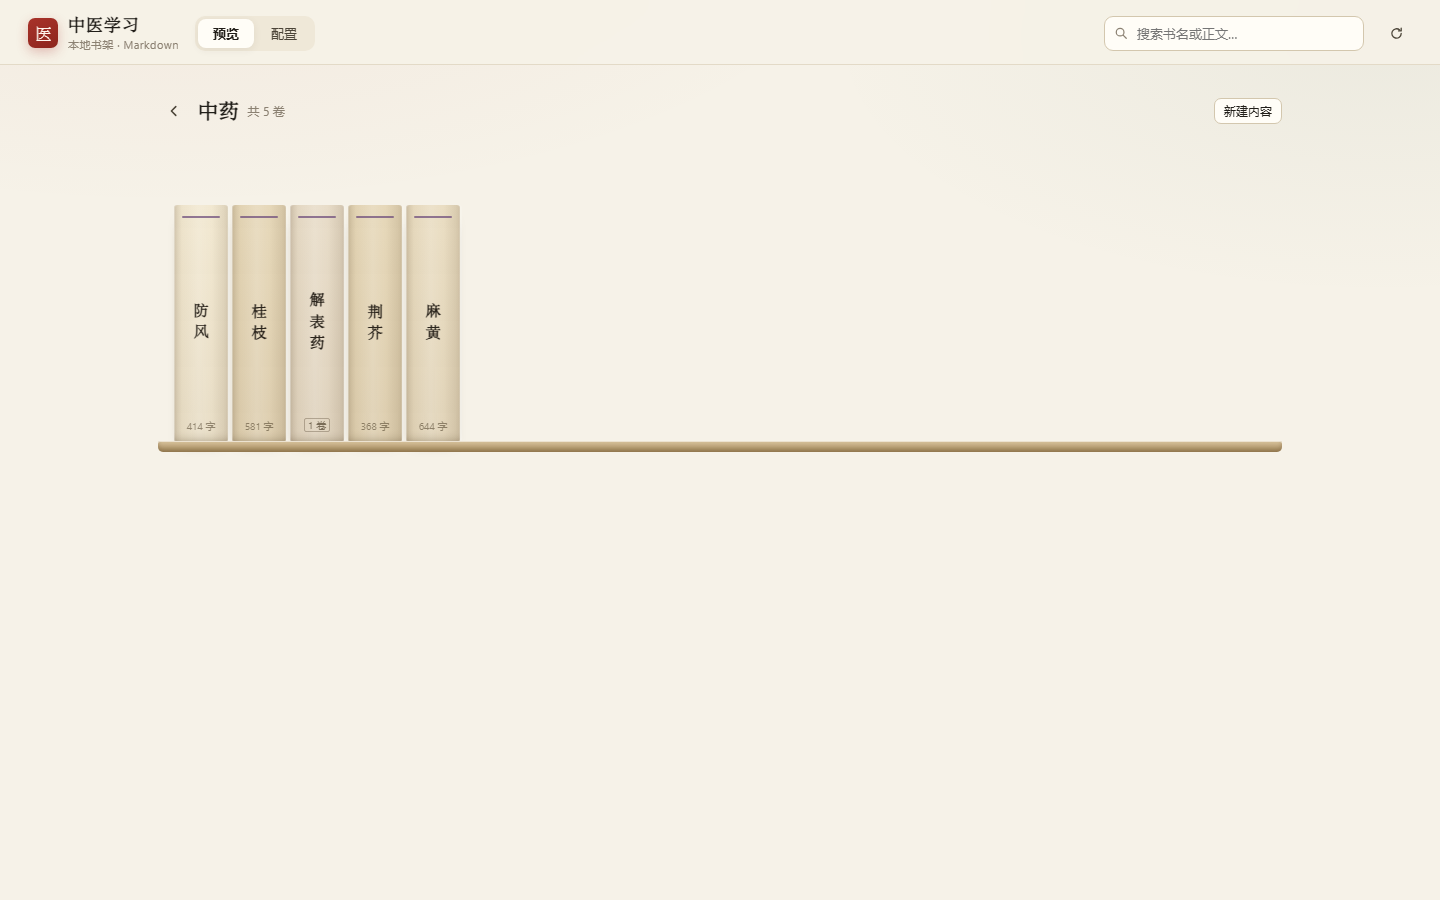 医
中医学习
本地书架 · Markdown
预览
配置
搜索书名或正文...
中药
共 5 卷
新建内容
防风
414 字
桂枝
581 字
解表药
1 卷
荆芥
368 字
麻黄
644 字